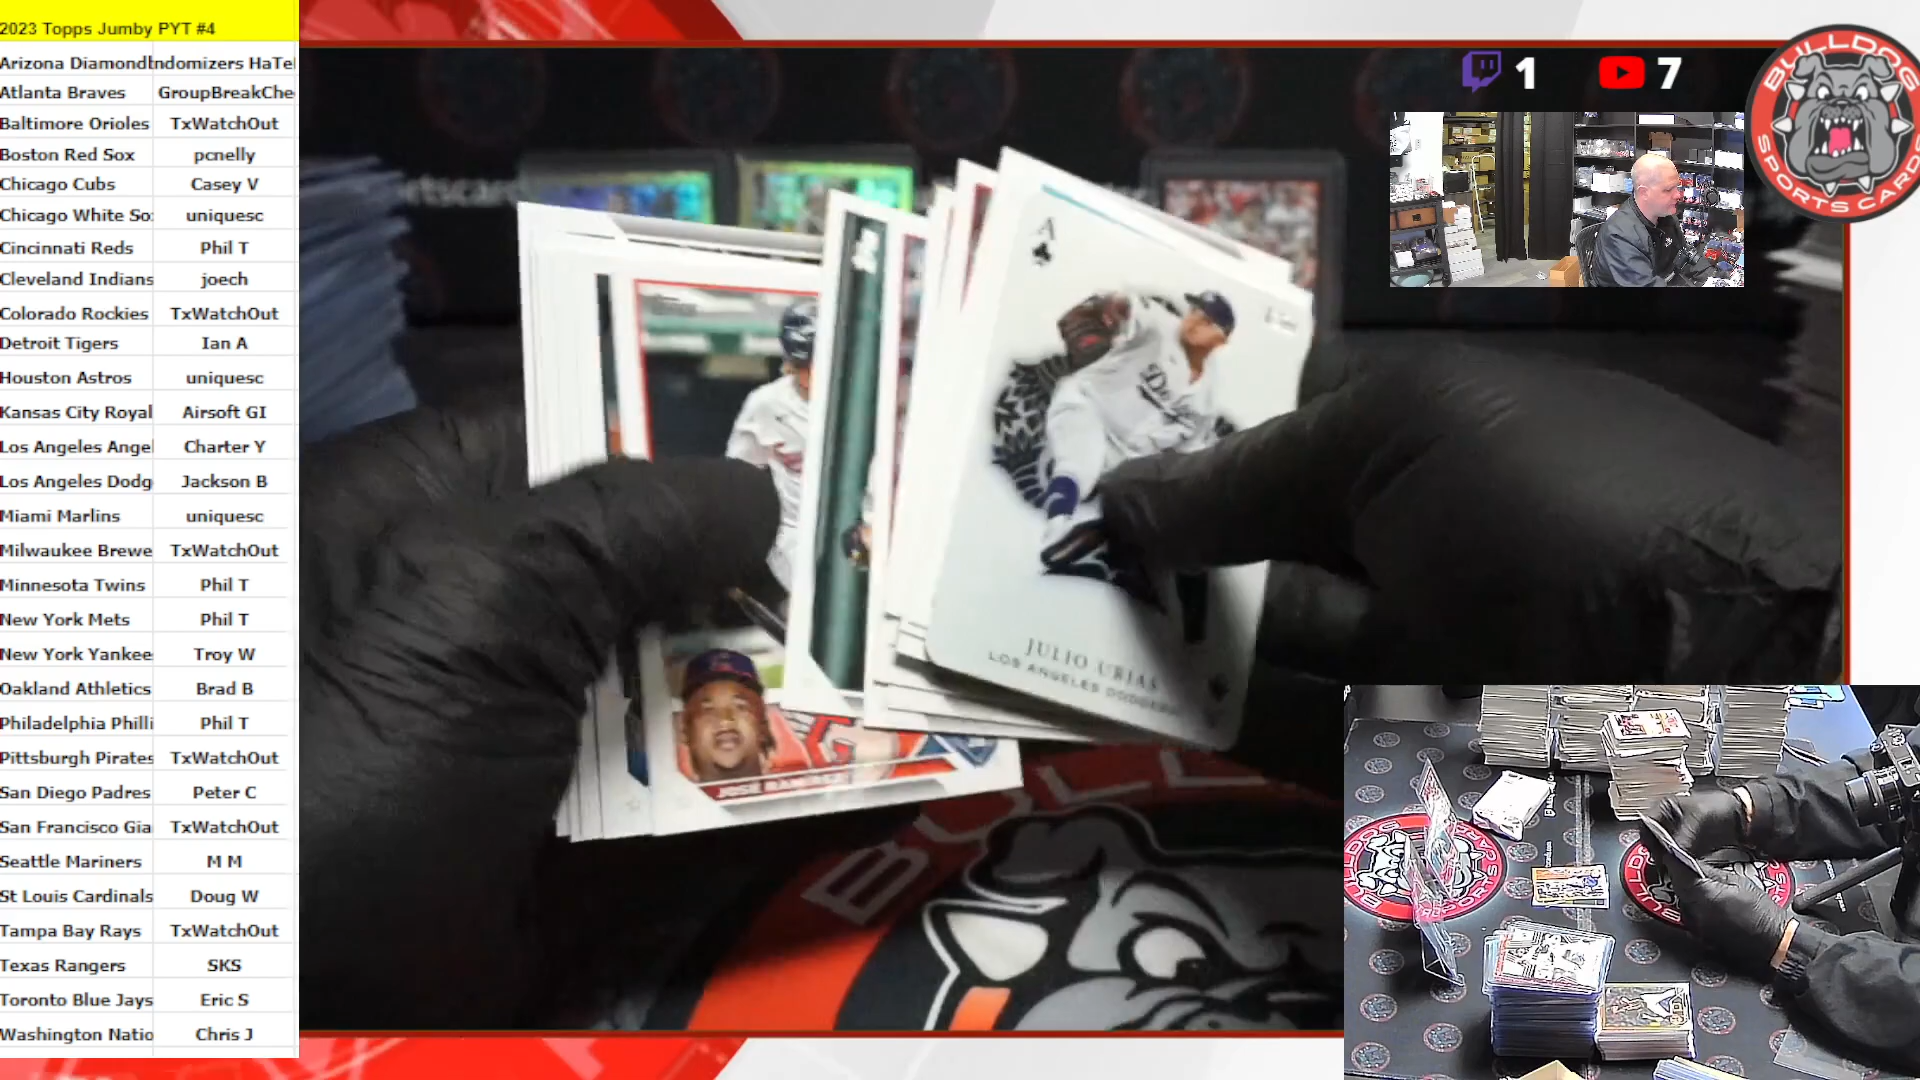 2023 Topps Jumby PYT #4
Arizona Diamondb ndomizers HaTe
Atlanta Braves GroupBreakChe
Baltimore Orioles TxWatchOut
Boston Red Sox pcnelly
Chicago Cubs Casey V
Chicago White So uniquesc
Cincinnati Reds Phil T
Cleveland Indians joech
Colorado Rockies TxWatchOut
Detroit Tigers Ian A
Houston Astros uniquesc
Kansas City Royal Airsoft GI
Los Angeles Angel Charter Y
Los Angeles Dodg Jackson B
Miami Marlins uniquesc
Milwaukee Brewe TxWatchOut
Minnesota Twins Phil T
New York Mets Phil T
New York Yankee Troy W
Oakland Athletics Brad B
Philadelphia Philli Phil T
Pittsburgh Pirates TxWatchOut
San Diego Padres Peter C
San Francisco Gia TxWatchOut
Seattle Mariners M M
St Louis Cardinals Doug W
Tampa Bay Rays TxWatchOut
Texas Rangers SKS
Toronto Blue Jays Eric S
Washington Natio Chris J
1
7
BULLDOG
SPORTS CARDS
A
Dodgers
JULIO URIAS
LOS ANGELES DODGERS
JOSE RAMIREZ
BULL